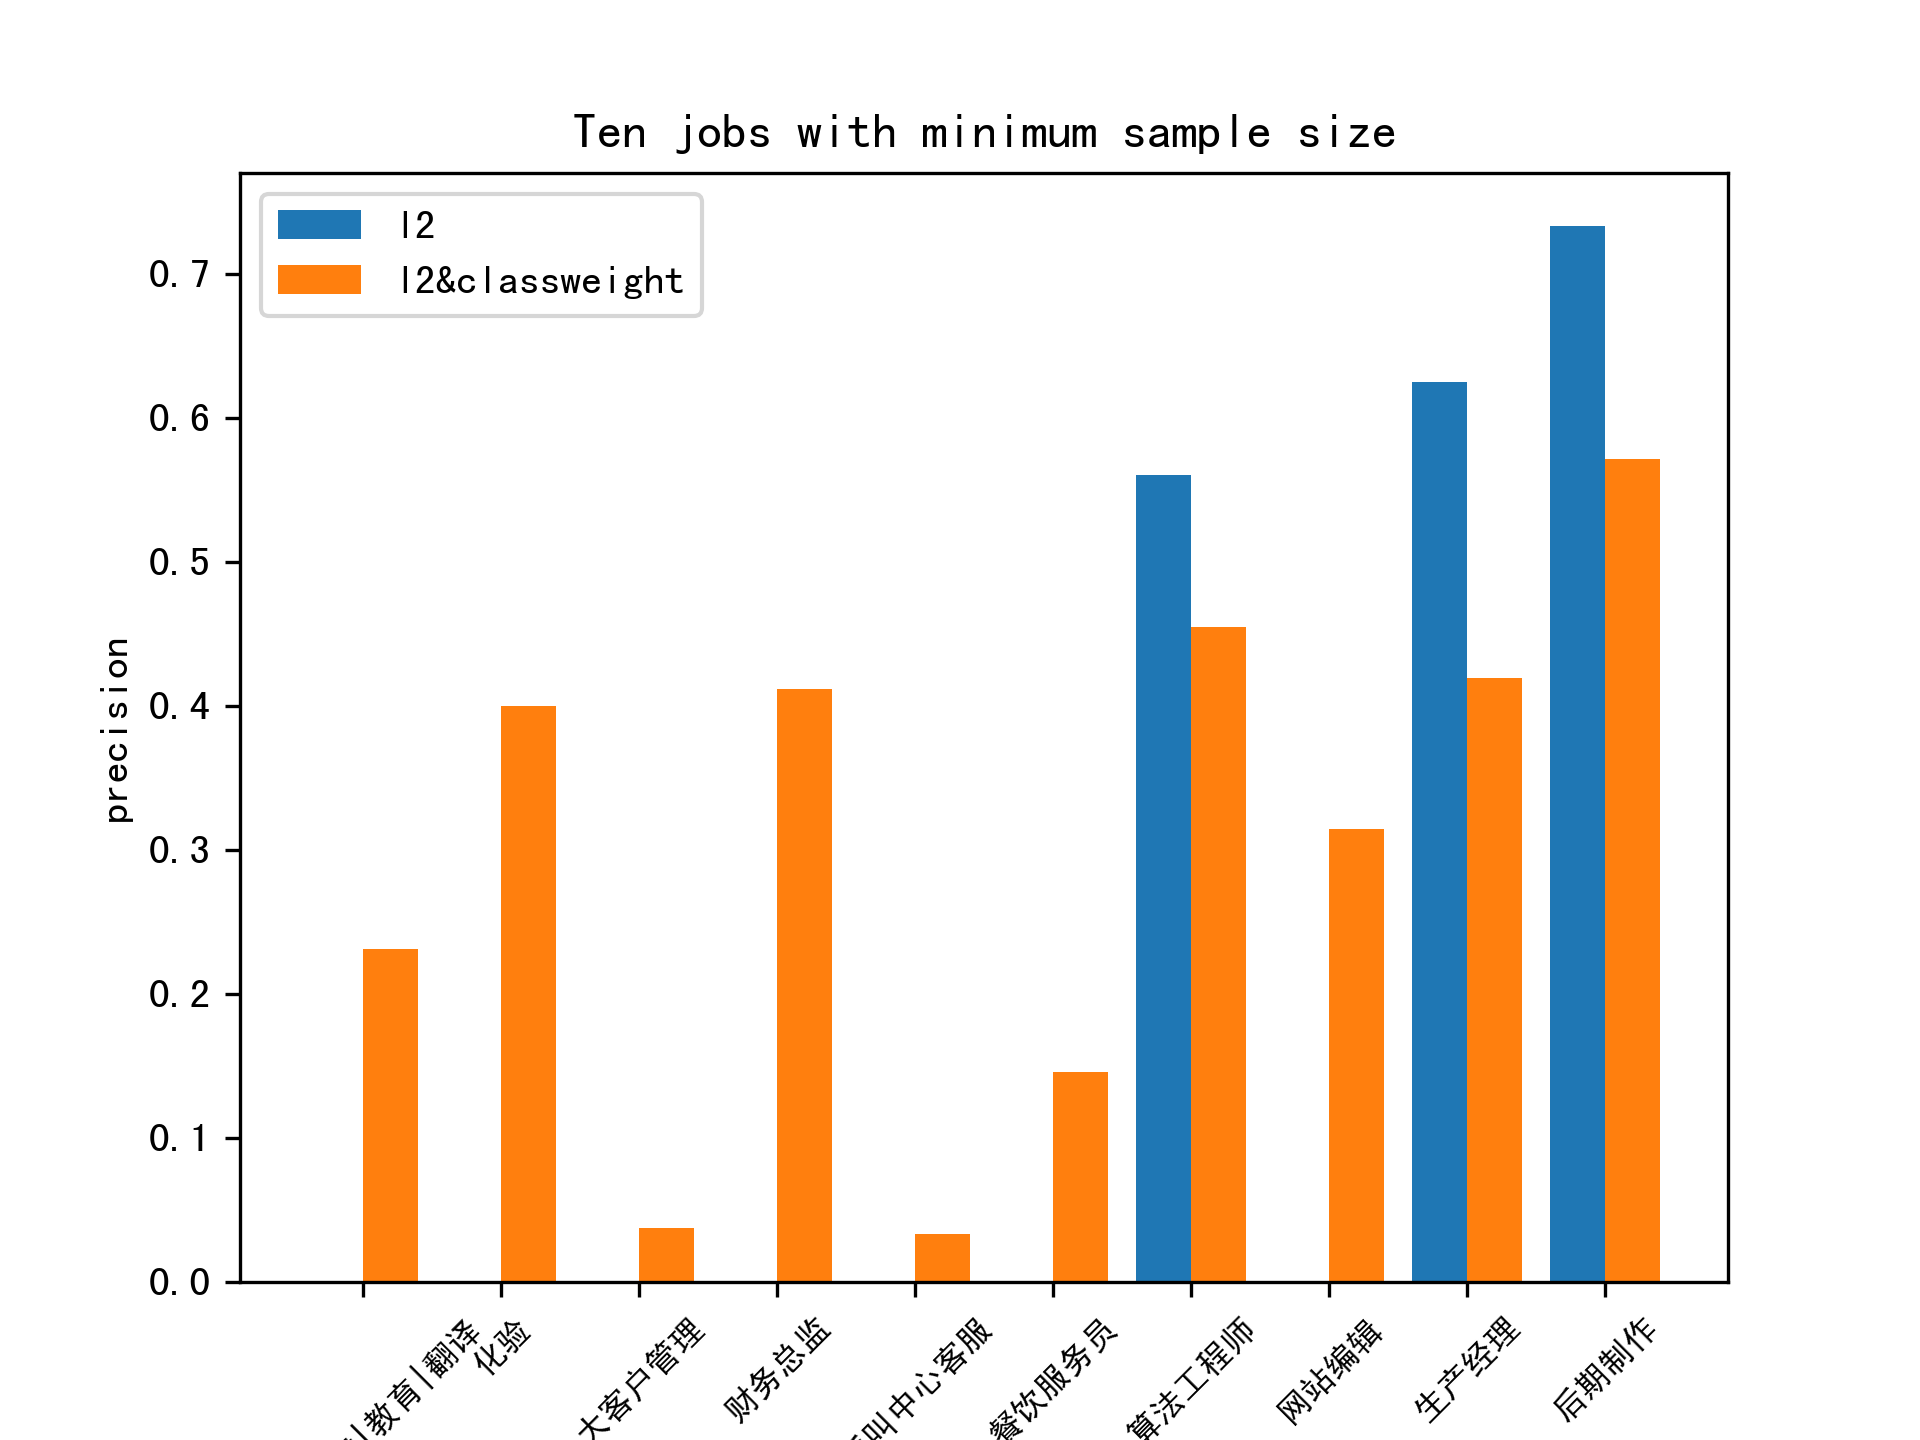 Ten jobs with minimum sample size
l2
l2&classweight
precision
0.7
0.6
0.5
0.4
0.3
0.2
0.1
0.0
|教育|翻译
化验
大客户管理
财务总监
叫中心客服
餐饮服务员
算法工程师
网站编辑
生产经理
后期制作